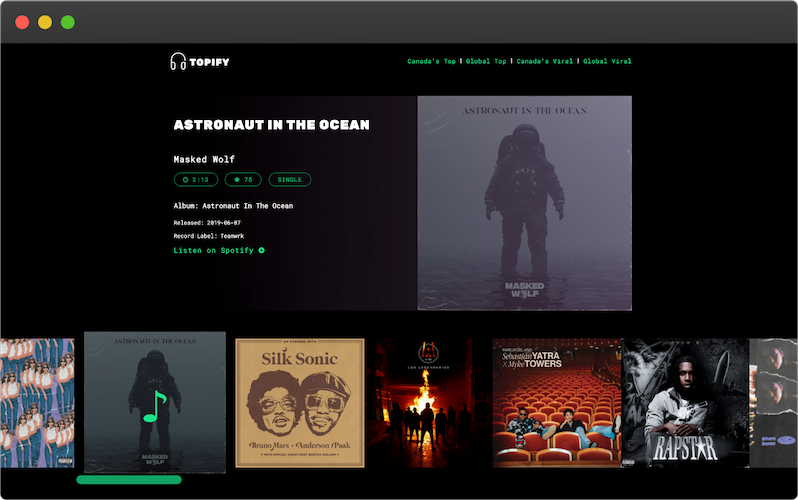 TOPIFY
Canada's Top | Global Top | Canada's Viral | Global Viral
ASTRONAUT IN THE OCEAN
Masked Wolf
2:13 ★ 78 SINGLE
Album: Astronaut In The Ocean
Released: 2019-06-07
Record Label: Teamwrk
Listen on Spotify
ASTRONAUT IN THE OCEAN
MASKED
WOLF
ASTRONAUT IN THE OCEAN
MASKED
WOLF
AN EVENING WITH
Silk Sonic
Bruno Mars + Anderson .Paak
LOS LEGENDARIOS
Sebastián YATRA
X Myke TOWERS
RAPSTAR